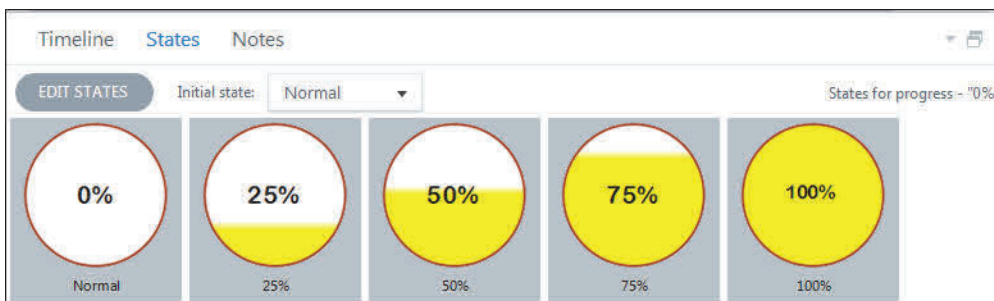 Timeline States Notes
EDIT STATES Initial state: Normal States for progress - "0%
0% 25% 50% 75% 100%
Normal 25% 50% 75% 100%